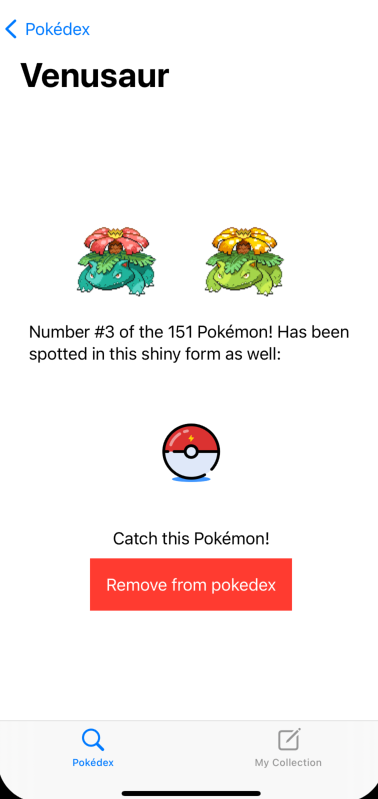 Pokédex
Venusaur
Number #3 of the 151 Pokémon! Has been
spotted in this shiny form as well:
Catch this Pokémon!
Remove from pokedex
Pokédex
My Collection